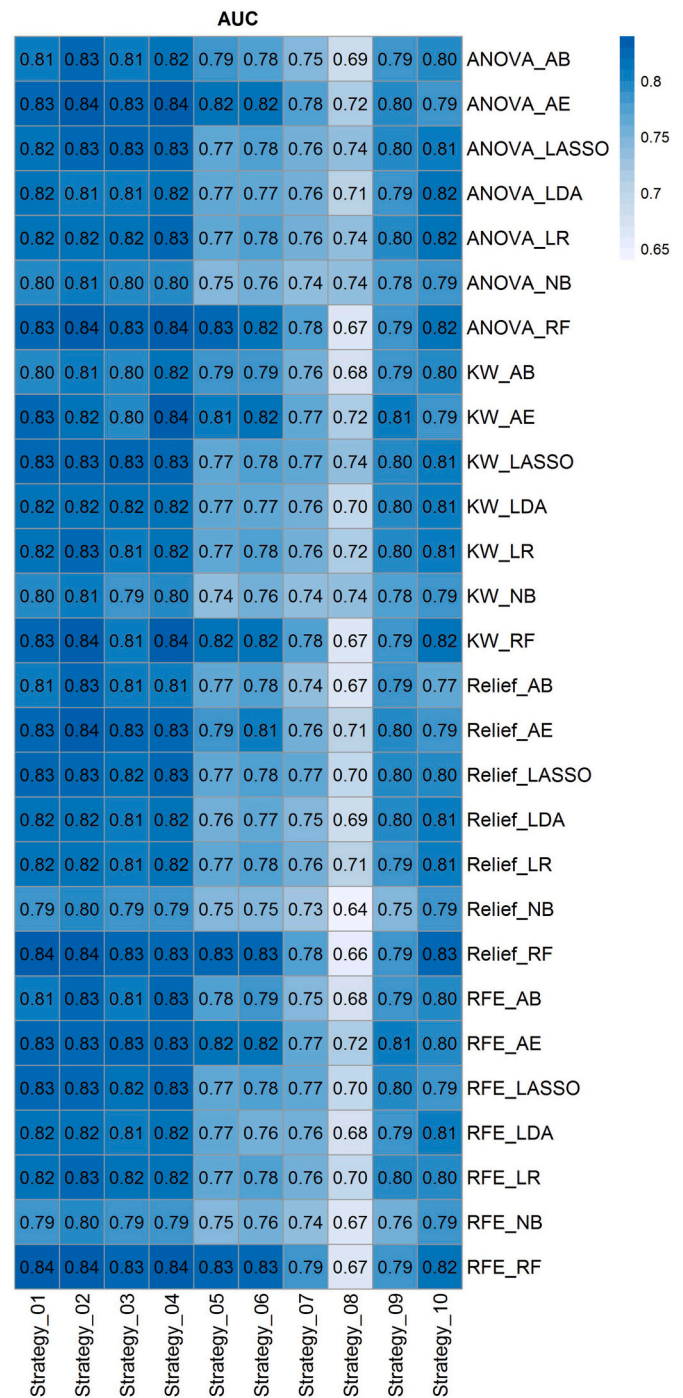 AUC
0.81 0.83 0.81 0.82 0.79 0.78 0.75 0.69 0.79 0.80 ANOVA_AB
0.83 0.84 0.83 0.84 0.82 0.82 0.78 0.72 0.80 0.79 ANOVA_AE
0.82 0.83 0.83 0.83 0.77 0.78 0.76 0.74 0.80 0.81 ANOVA_LASSO
0.82 0.81 0.81 0.82 0.77 0.77 0.76 0.71 0.79 0.82 ANOVA_LDA
0.82 0.82 0.82 0.83 0.77 0.78 0.76 0.74 0.80 0.82 ANOVA_LR
0.80 0.81 0.80 0.80 0.75 0.76 0.74 0.74 0.78 0.79 ANOVA_NB
0.83 0.84 0.83 0.84 0.83 0.82 0.78 0.67 0.79 0.82 ANOVA_RF
0.80 0.81 0.80 0.82 0.79 0.79 0.76 0.68 0.79 0.80 KW_AB
0.83 0.82 0.80 0.84 0.81 0.82 0.77 0.72 0.81 0.79 KW_AE
0.83 0.83 0.83 0.83 0.77 0.78 0.77 0.74 0.80 0.81 KW_LASSO
0.82 0.82 0.82 0.82 0.77 0.77 0.76 0.70 0.80 0.81 KW_LDA
0.82 0.83 0.81 0.82 0.77 0.78 0.76 0.72 0.80 0.81 KW_LR
0.80 0.81 0.79 0.80 0.74 0.76 0.74 0.74 0.78 0.79 KW_NB
0.83 0.84 0.81 0.84 0.82 0.82 0.78 0.67 0.79 0.82 KW_RF
0.81 0.83 0.81 0.81 0.77 0.78 0.74 0.67 0.79 0.77 Relief_AB
0.83 0.84 0.83 0.83 0.79 0.81 0.76 0.71 0.80 0.79 Relief_AE
0.83 0.83 0.82 0.83 0.77 0.78 0.77 0.70 0.80 0.80 Relief_LASSO
0.82 0.82 0.81 0.82 0.76 0.77 0.75 0.69 0.80 0.81 Relief_LDA
0.82 0.82 0.81 0.82 0.77 0.78 0.76 0.71 0.79 0.81 Relief_LR
0.79 0.80 0.79 0.79 0.75 0.75 0.73 0.64 0.75 0.79 Relief_NB
0.84 0.84 0.83 0.83 0.83 0.83 0.78 0.66 0.79 0.83 Relief_RF
0.81 0.83 0.81 0.83 0.78 0.79 0.75 0.68 0.79 0.80 RFE_AB
0.83 0.83 0.83 0.83 0.82 0.82 0.77 0.72 0.81 0.80 RFE_AE
0.83 0.83 0.82 0.83 0.77 0.78 0.77 0.70 0.80 0.79 RFE_LASSO
0.82 0.82 0.81 0.82 0.77 0.76 0.76 0.68 0.79 0.81 RFE_LDA
0.82 0.83 0.82 0.82 0.77 0.78 0.76 0.70 0.80 0.80 RFE_LR
0.79 0.80 0.79 0.79 0.75 0.76 0.74 0.67 0.76 0.79 RFE_NB
0.84 0.84 0.83 0.84 0.83 0.83 0.79 0.67 0.79 0.82 RFE_RF
Strategy_01
Strategy_02
Strategy_03
Strategy_04
Strategy_05
Strategy_06
Strategy_07
Strategy_08
Strategy_09
Strategy_10
0.8
0.75
0.7
0.65